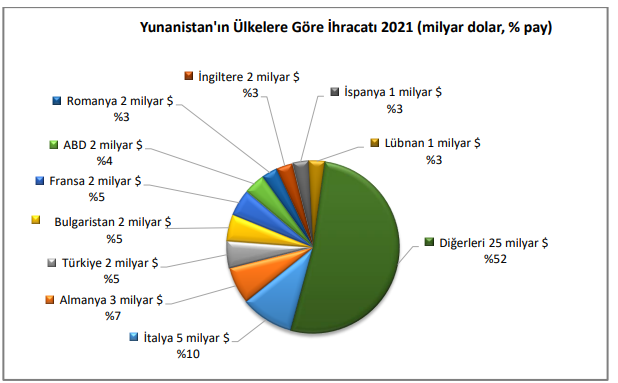 Yunanistan'ın Ülkelere Göre İhracatı 2021 (milyar dolar, % pay)
İngiltere 2 milyar $
%3
İspanya 1 milyar $
%3
Romanya 2 milyar $
%3
Lübnan 1 milyar $
%3
ABD 2 milyar $
%4
Fransa 2 milyar $
%5
Bulgaristan 2 milyar $
%5
Diğerleri 25 milyar $
%52
Türkiye 2 milyar $
%5
Almanya 3 milyar $
%7
İtalya 5 milyar $
%10